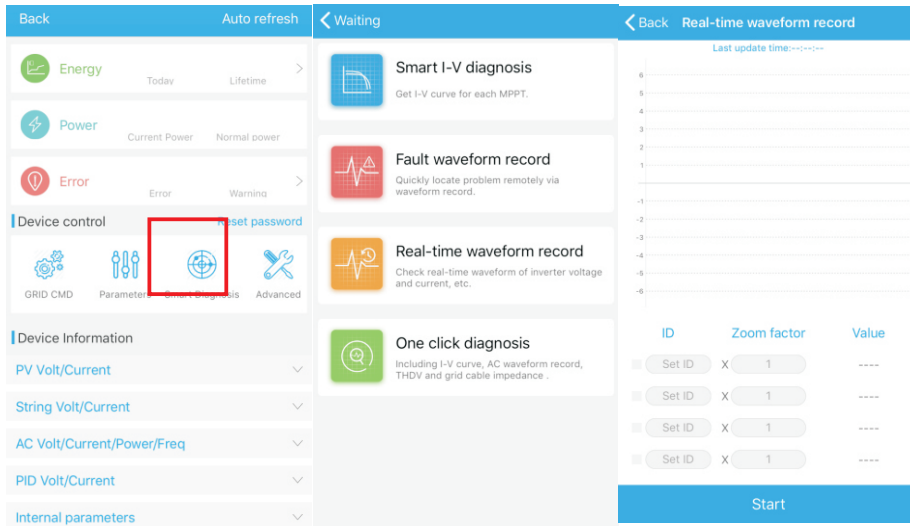 Back
Auto refresh
Energy
Today
Lifetime
Power
Current Power
Normal power
Error
Error
Warning
Device control
Reset password
GRID CMD
Parameters
Smart Diagnosis
Advanced
Device Information
PV Volt/Current
String Volt/Current
AC Volt/Current/Power/Freq
PID Volt/Current
Internal parameters
Waiting
Smart I-V diagnosis
Get I-V curve for each MPPT.
Fault waveform record
Quickly locate problem remotely via
waveform record.
Real-time waveform record
Check real-time waveform of inverter voltage
and current, etc.
One click diagnosis
Including I-V curve, AC waveform record,
THDV and grid cable impedance .
Back
Real-time waveform record
Last update time:--:--:--
6
5
4
3
2
1
-1
-2
-3
-4
-5
-6
ID
Zoom factor
Value
Set ID X 1 ----
Set ID X 1 ----
Set ID X 1 ----
Set ID X 1 ----
Start